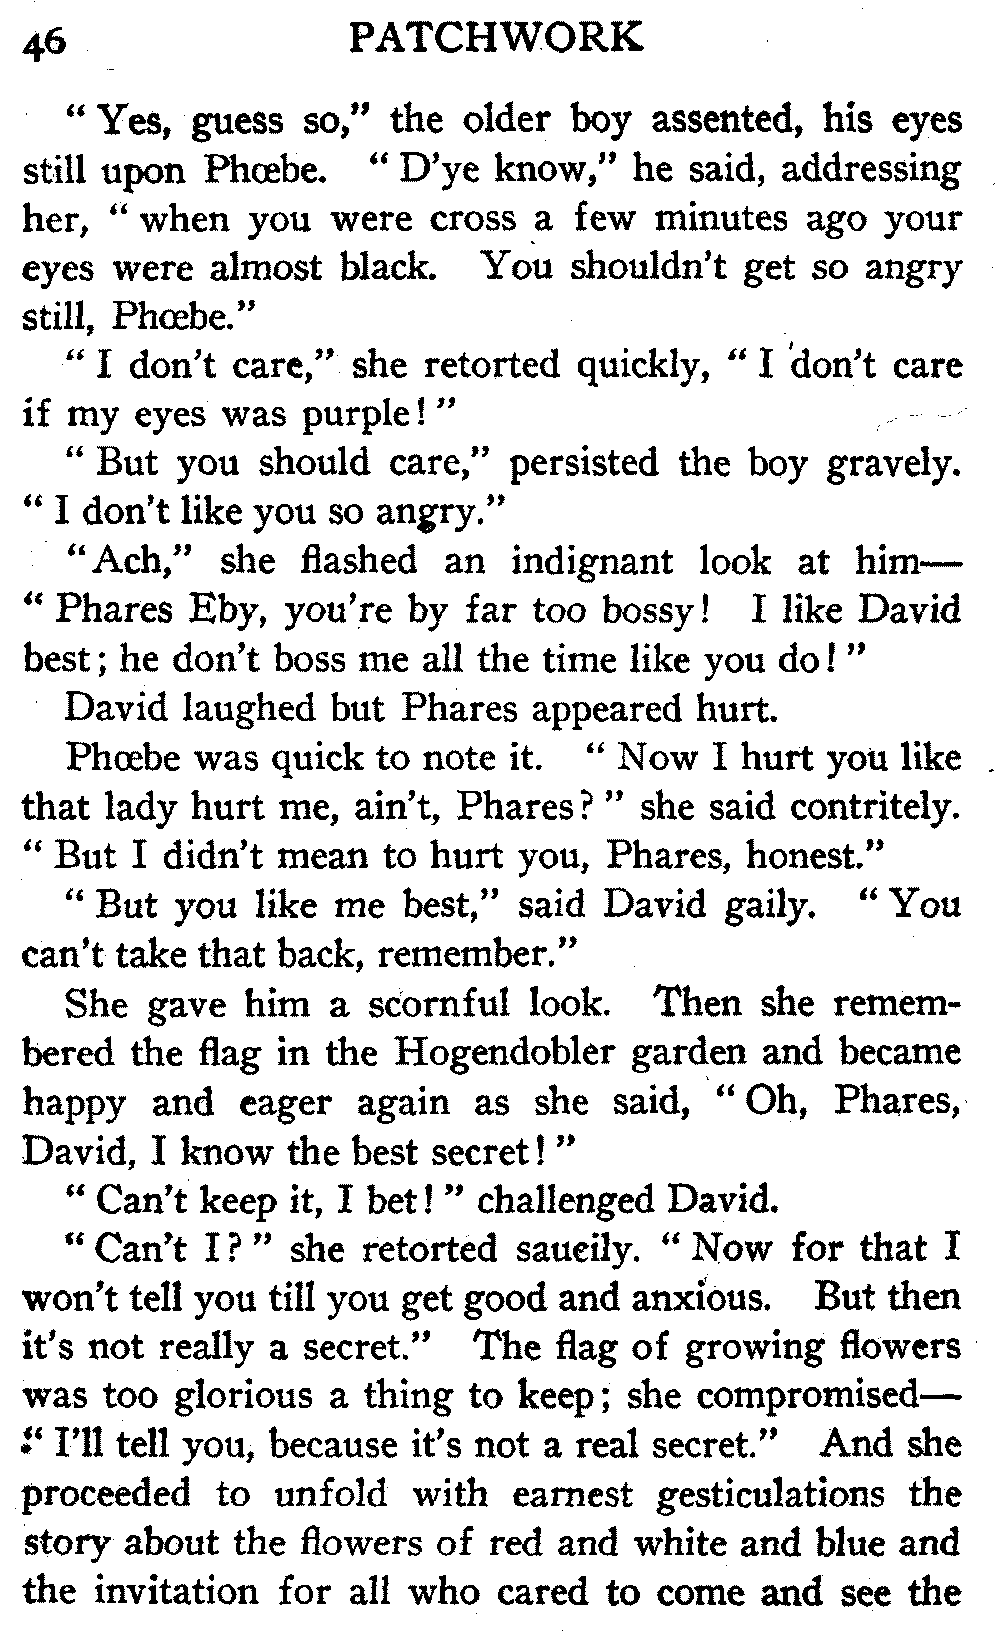 46 PATCHWORK
“ Yes, guess so,” the older boy assented, his eyes
still upon Phœbe. “ D’ye know,” he said, addressing
her, “ when you were cross a few minutes ago your
eyes were almost black. You shouldn’t get so angry
still, Phœbe.”
“ I don’t care,” she retorted quickly, “ I don’t care
if my eyes was purple! ”
“ But you should care,” persisted the boy gravely.
“ I don’t like you so angry.”
“ Ach,” she flashed an indignant look at him—
“ Phares Eby, you’re by far too bossy! I like David
best; he don’t boss me all the time like you do! ”
David laughed but Phares appeared hurt.
Phœbe was quick to note it. “ Now I hurt you like
that lady hurt me, ain’t, Phares? ” she said contritely.
“ But I didn’t mean to hurt you, Phares, honest.”
“ But you like me best,” said David gaily. “ You
can’t take that back, remember.”
She gave him a scornful look. Then she remem-
bered the flag in the Hogendobler garden and became
happy and eager again as she said, “ Oh, Phares,
David, I know the best secret! ”
“ Can’t keep it, I bet! ” challenged David.
“ Can’t I? ” she retorted saucily. “ Now for that I
won’t tell you till you get good and anxious. But then
it’s not really a secret.” The flag of growing flowers
was too glorious a thing to keep; she compromised—
“ I’ll tell you, because it’s not a real secret.” And she
proceeded to unfold with earnest gesticulations the
story about the flowers of red and white and blue and
the invitation for all who cared to come and see the